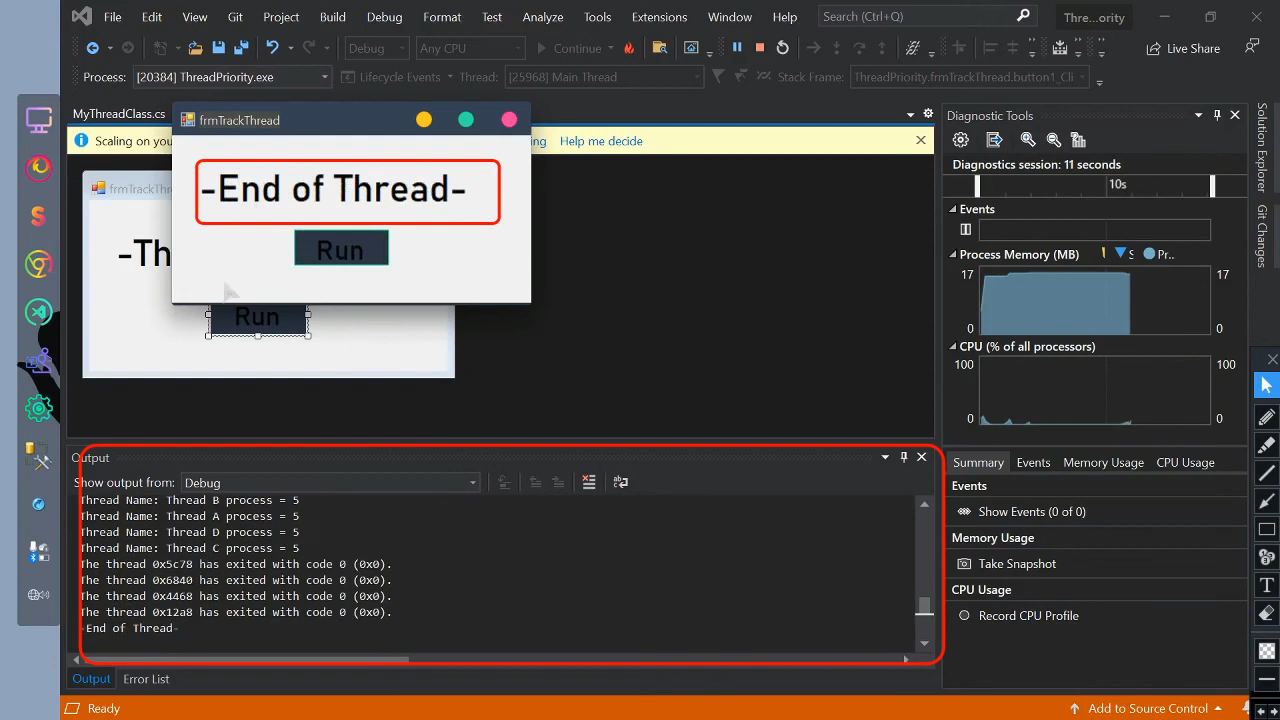 File Edit View Git Project Build Debug Format Test Analyze Tools Extensions Window Help Search (Ctrl+Q) Thre...ority
Debug Any CPU Continue Live Share
Process: [20384] ThreadPriority.exe Lifecycle Events Thread: [25968] Main Thread Stack Frame: ThreadPriority.frmTrackThread.button1_Cli
MyThreadClass.cs
Scaling on you
ing Help me decide
frmTrackThread
-End of Thread-
Run
frmTrackThr
-Th
Run
Diagnostic Tools
Diagnostics session: 11 seconds
10s
Events
Process Memory (MB) S Pr..
17 17
0 0
CPU (% of all processors)
100 100
0 0
Summary Events Memory Usage CPU Usage
Events
Show Events (0 of 0)
Memory Usage
Take Snapshot
CPU Usage
Record CPU Profile
Solution Explorer
Git Changes
Output
Show output from: Debug
Thread Name: Thread B process = 5
Thread Name: Thread A process = 5
Thread Name: Thread D process = 5
Thread Name: Thread C process = 5
The thread 0x5c78 has exited with code 0 (0x0).
The thread 0x6840 has exited with code 0 (0x0).
The thread 0x4468 has exited with code 0 (0x0).
The thread 0x12a8 has exited with code 0 (0x0).
-End of Thread-
Output Error List
Ready Add to Source Control